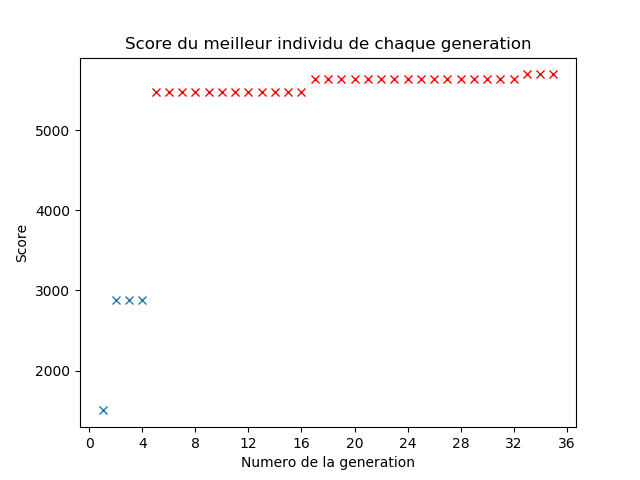 Score du meilleur individu de chaque generation
5000
4000
3000
2000
Score
0 4 8 12 16 20 24 28 32 36
Numero de la generation